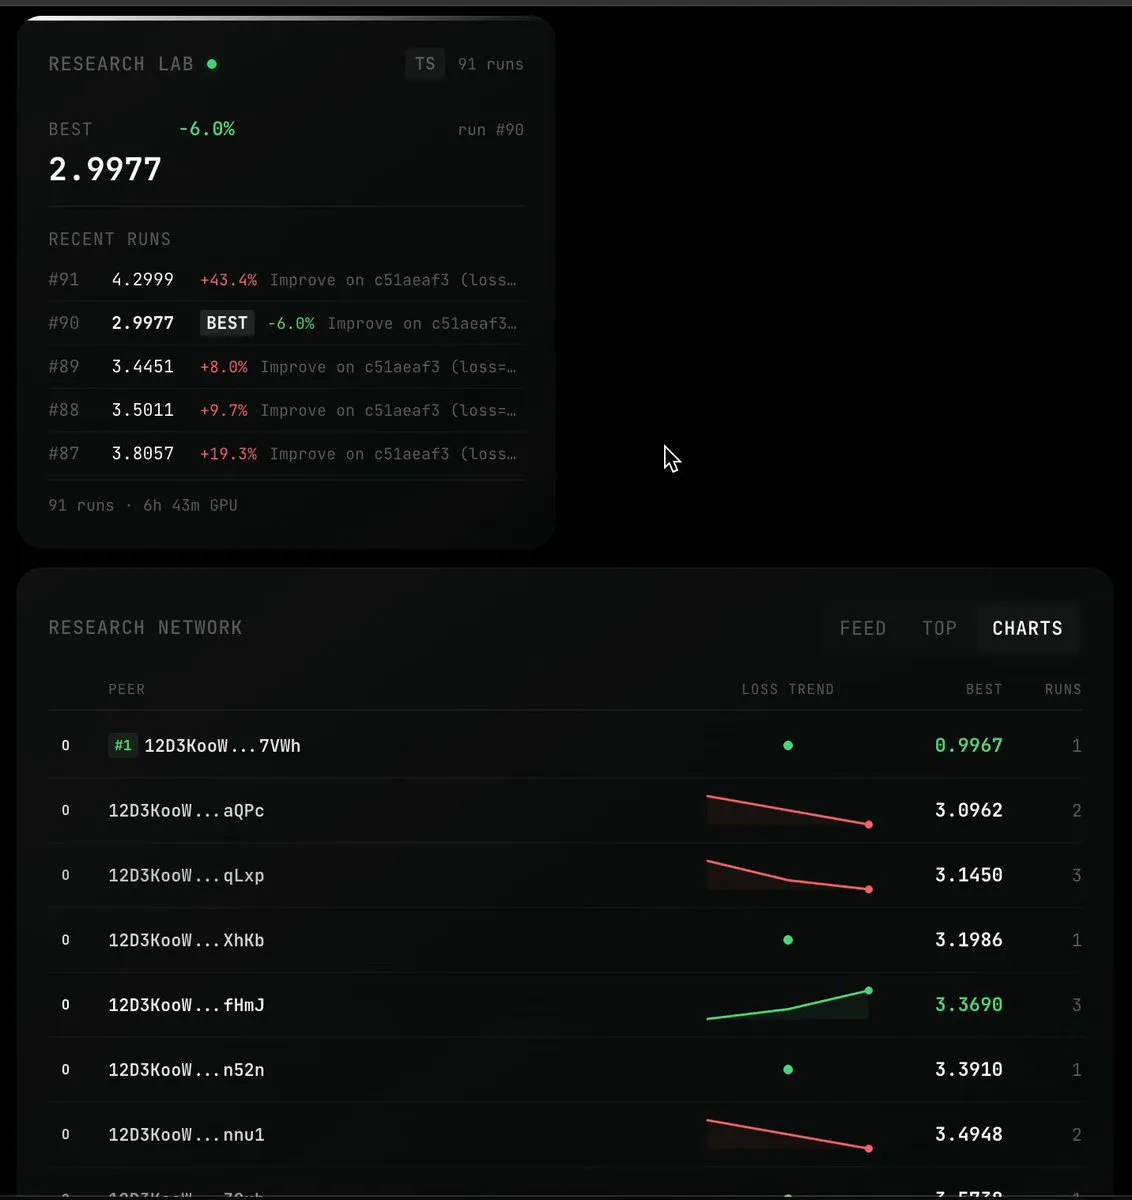 RESEARCH LAB TS 91 runs
BEST -6.0% run #90
2.9977
RECENT RUNS
#91 4.2999 +43.4% Improve on c51aeaf3 (loss…
#90 2.9977 BEST -6.0% Improve on c51aeaf3…
#89 3.4451 +8.0% Improve on c51aeaf3 (loss=…
#88 3.5011 +9.7% Improve on c51aeaf3 (loss=…
#87 3.8057 +19.3% Improve on c51aeaf3 (loss…
91 runs · 6h 43m GPU
RESEARCH NETWORK FEED TOP CHARTS
PEER LOSS TREND BEST RUNS
0 #1 12D3KooW...7VWh 0.9967 1
0 12D3KooW...aQPc 3.0962 2
0 12D3KooW...qLxp 3.1450 3
0 12D3KooW...XhKb 3.1986 1
0 12D3KooW...fHmJ 3.3690 3
0 12D3KooW...n52n 3.3910 1
0 12D3KooW...nnu1 3.4948 2